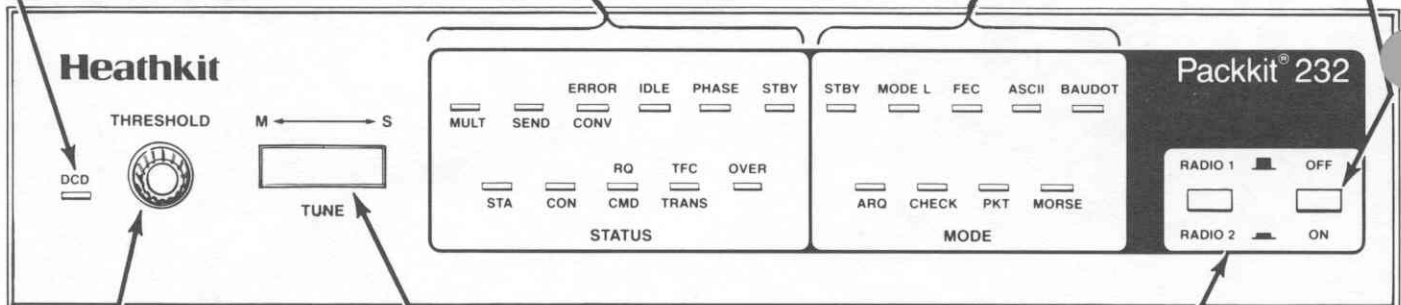 Heathkit
Packkit® 232
THRESHOLD
DCD
M S
TUNE
ERROR IDLE PHASE STBY
MULT SEND CONV
RQ TFC OVER
STA CON CMD TRANS
STATUS
STBY MODE L FEC ASCII BAUDOT
ARQ CHECK PKT MORSE
MODE
RADIO 1 OFF
RADIO 2 ON